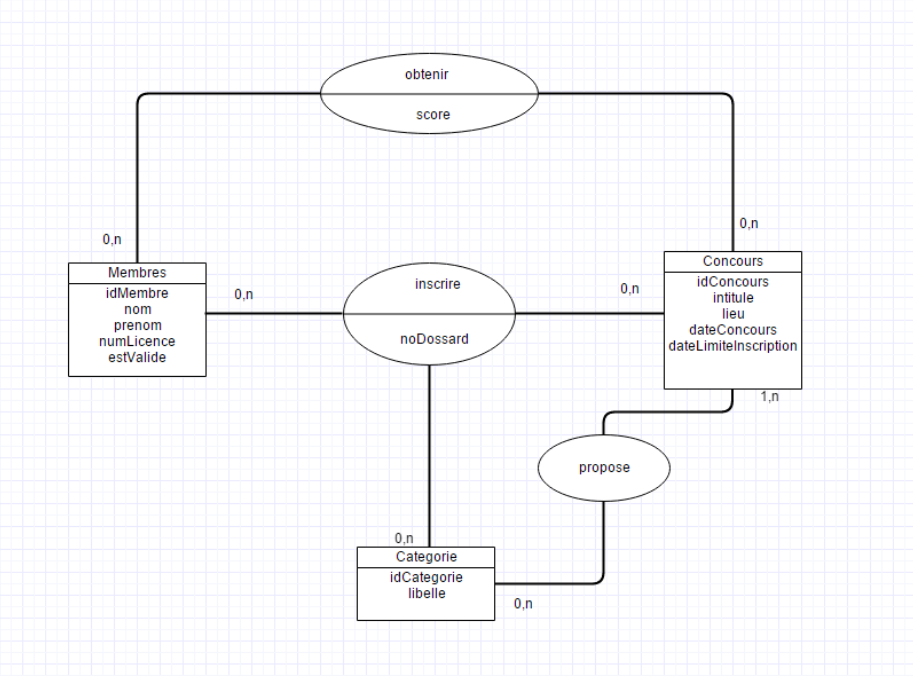 obtenir
score
0,n
0,n
Membres
idMembre
nom
prenom
numLicence
estValide
0,n
inscrire
noDossard
0,n
Concours
idConcours
intitule
lieu
dateConcours
dateLimiteInscription
1,n
propose
0,n
Categorie
idCategorie
libelle
0,n